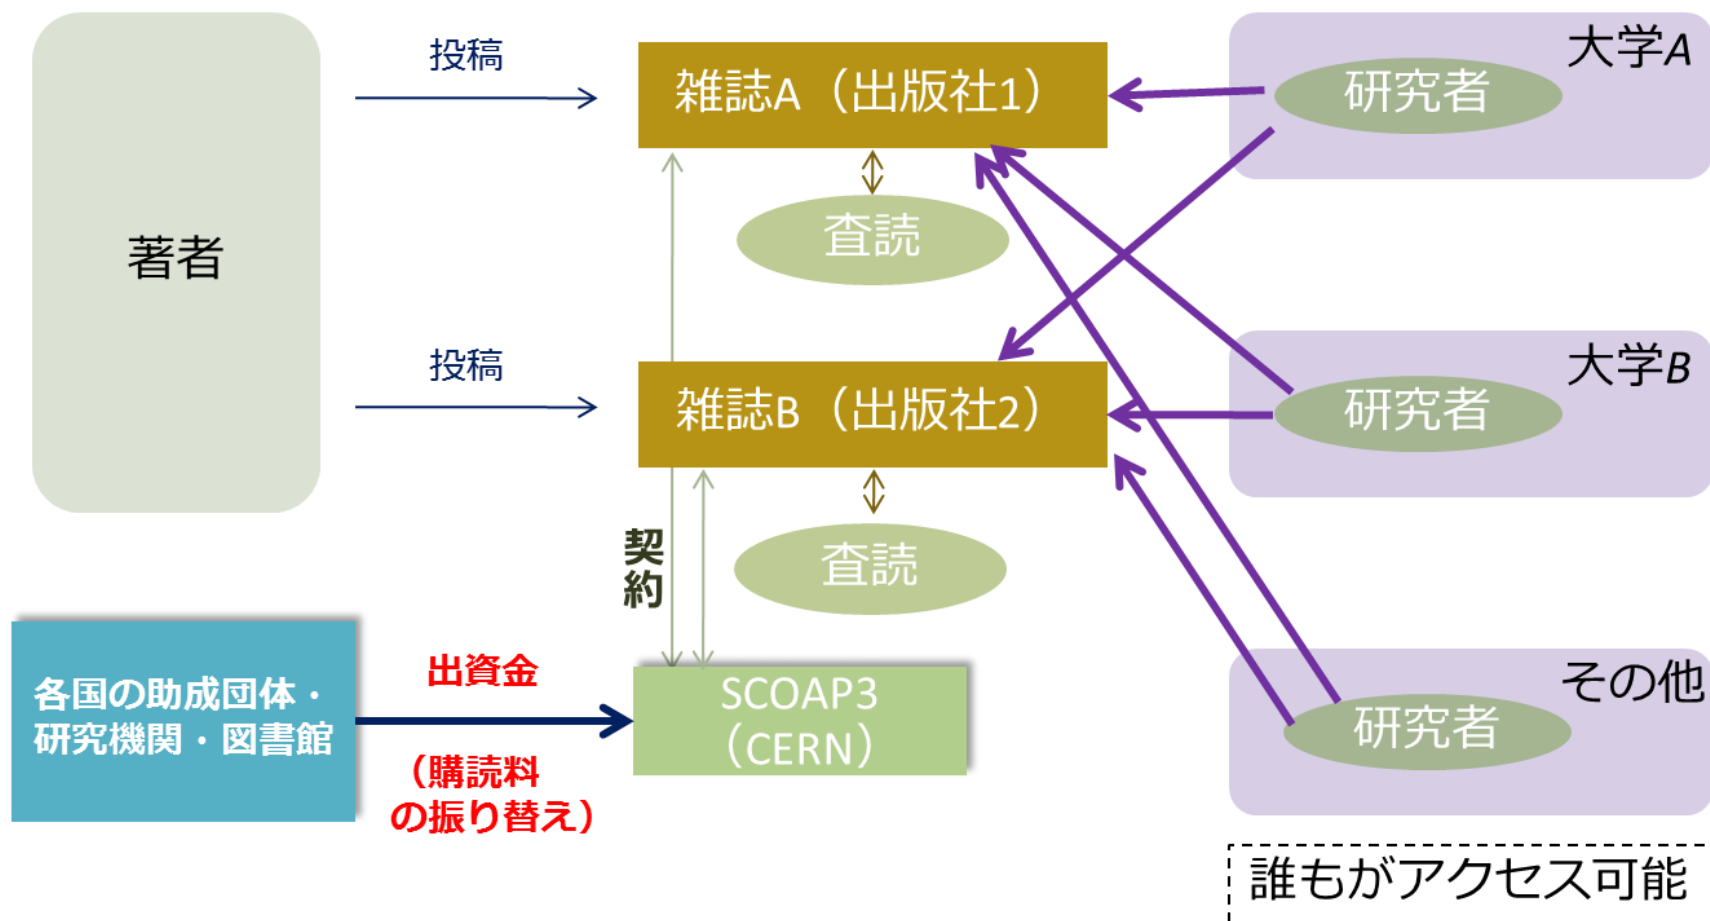 著者
投稿
雑誌A（出版社1）
査読
投稿
雑誌B（出版社2）
査読
契
約
各国の助成団体・
研究機関・図書館
出資金
（購読料
の振り替え）
SCOAP3
（CERN）
大学A
研究者
大学B
研究者
その他
研究者
誰もがアクセス可能